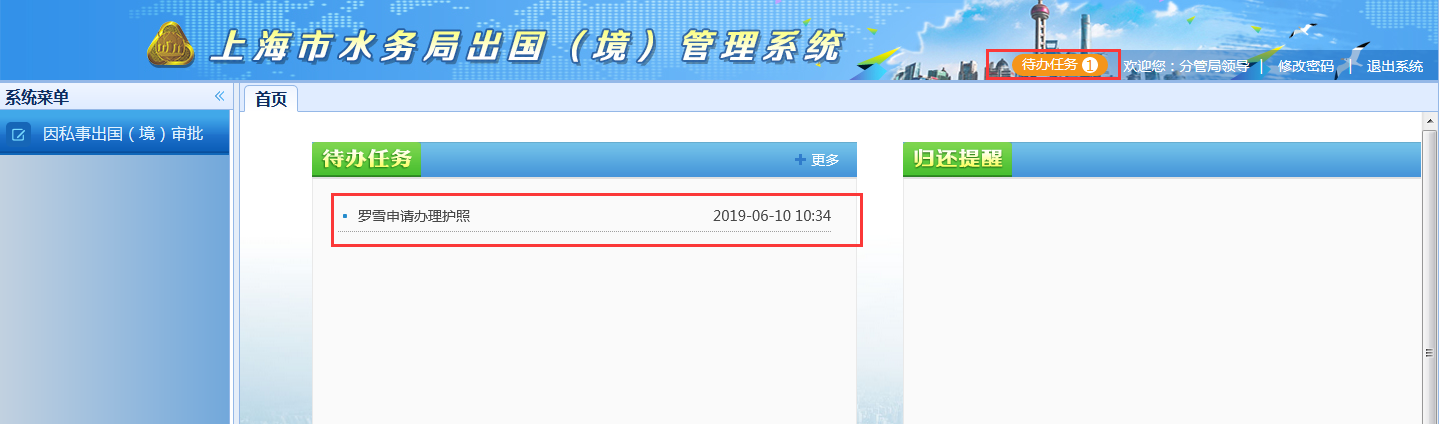 上海市水务局出国（境）管理系统
待办任务 1 欢迎您：分管局领导 | 修改密码 | 退出系统
系统菜单
首页
因私事出国（境）审批
待办任务
更多
归还提醒
罗雪申请办理护照 2019-06-10 10:34